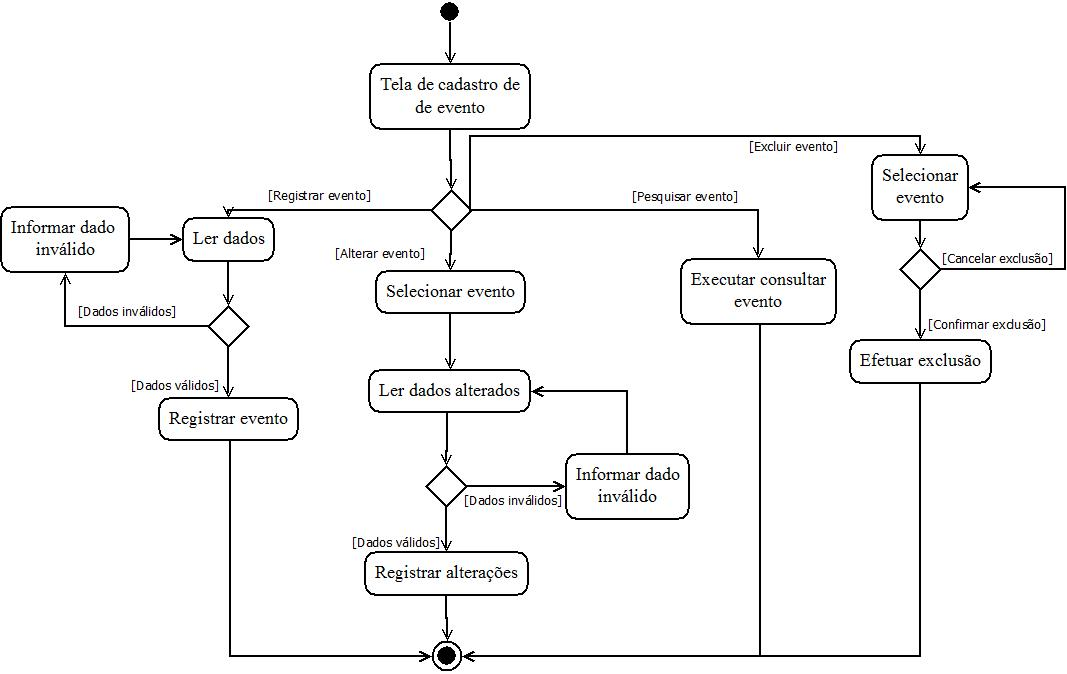 Tela de cadastro de
de evento
[Excluir evento]
Selecionar
evento
[Registrar evento]
[Pesquisar evento]
Informar dado
inválido
Ler dados
[Alterar evento]
[Cancelar exclusão]
Selecionar evento
Executar consultar
evento
[Dados inválidos]
[Confirmar exclusão]
Efetuar exclusão
[Dados válidos]
Ler dados alterados
Registrar evento
Informar dado
inválido
[Dados inválidos]
[Dados válidos]
Registrar alterações